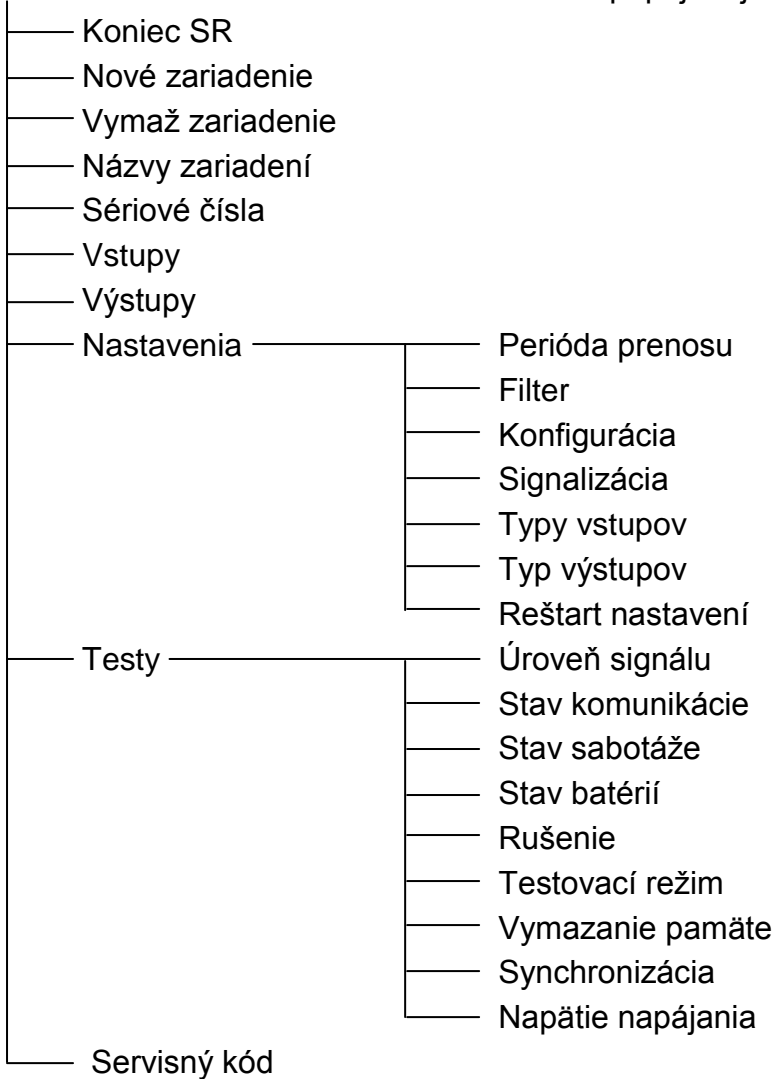 Koniec SR
Nové zariadenie
Vymaž zariadenie
Názvy zariadení
Sériové čísla
Vstupy
Výstupy
Nastavenia Perióda prenosu
Filter
Konfigurácia
Signalizácia
Typy vstupov
Typ výstupov
Reštart nastavení
Testy Úroveň signálu
Stav komunikácie
Stav sabotáže
Stav batérií
Rušenie
Testovací režim
Vymazanie pamäte
Synchronizácia
Napätie napájania
Servisný kód